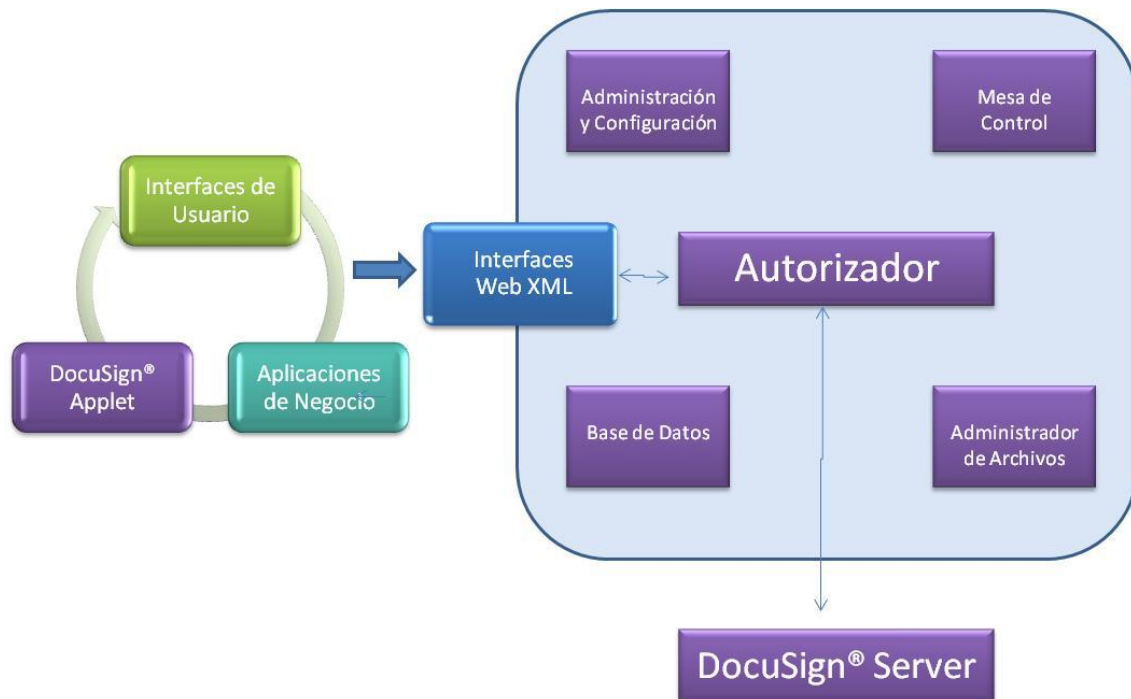 Administración
y Configuración
Mesa de
Control
Interfaces de
Usuario
Interfaces
Web XML
Autorizador
DocuSign®
Applet
Aplicaciones
de Negocio
Base de Datos
Administrador
de Archivos
DocuSign® Server